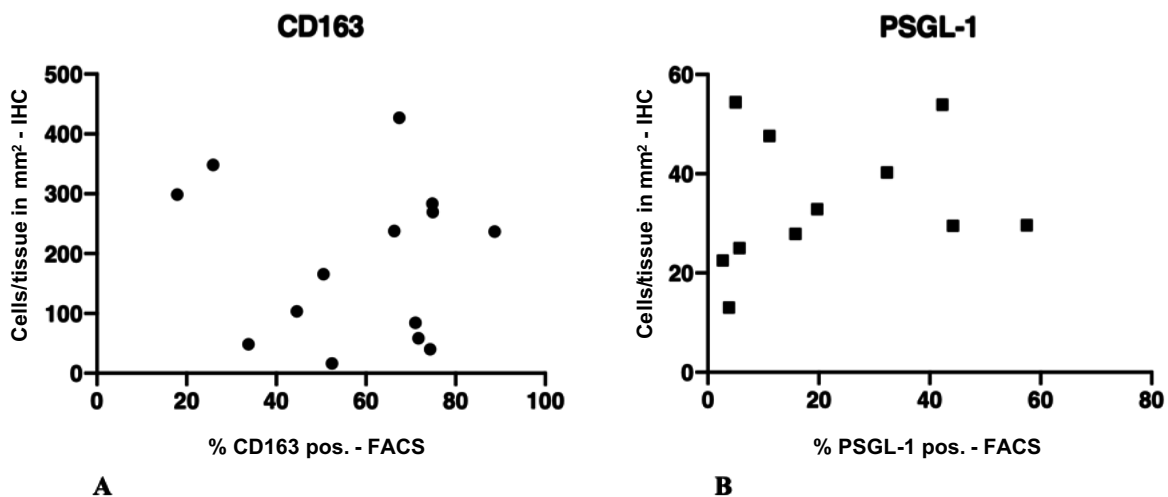 CD163
500
400
300
200
100
0
Cells/tissue in mm² - IHC
0 20 40 60 80 100
% CD163 pos. - FACS
A
PSGL-1
60
40
20
0
Cells/tissue in mm² - IHC
0 20 40 60 80
% PSGL-1 pos. - FACS
B